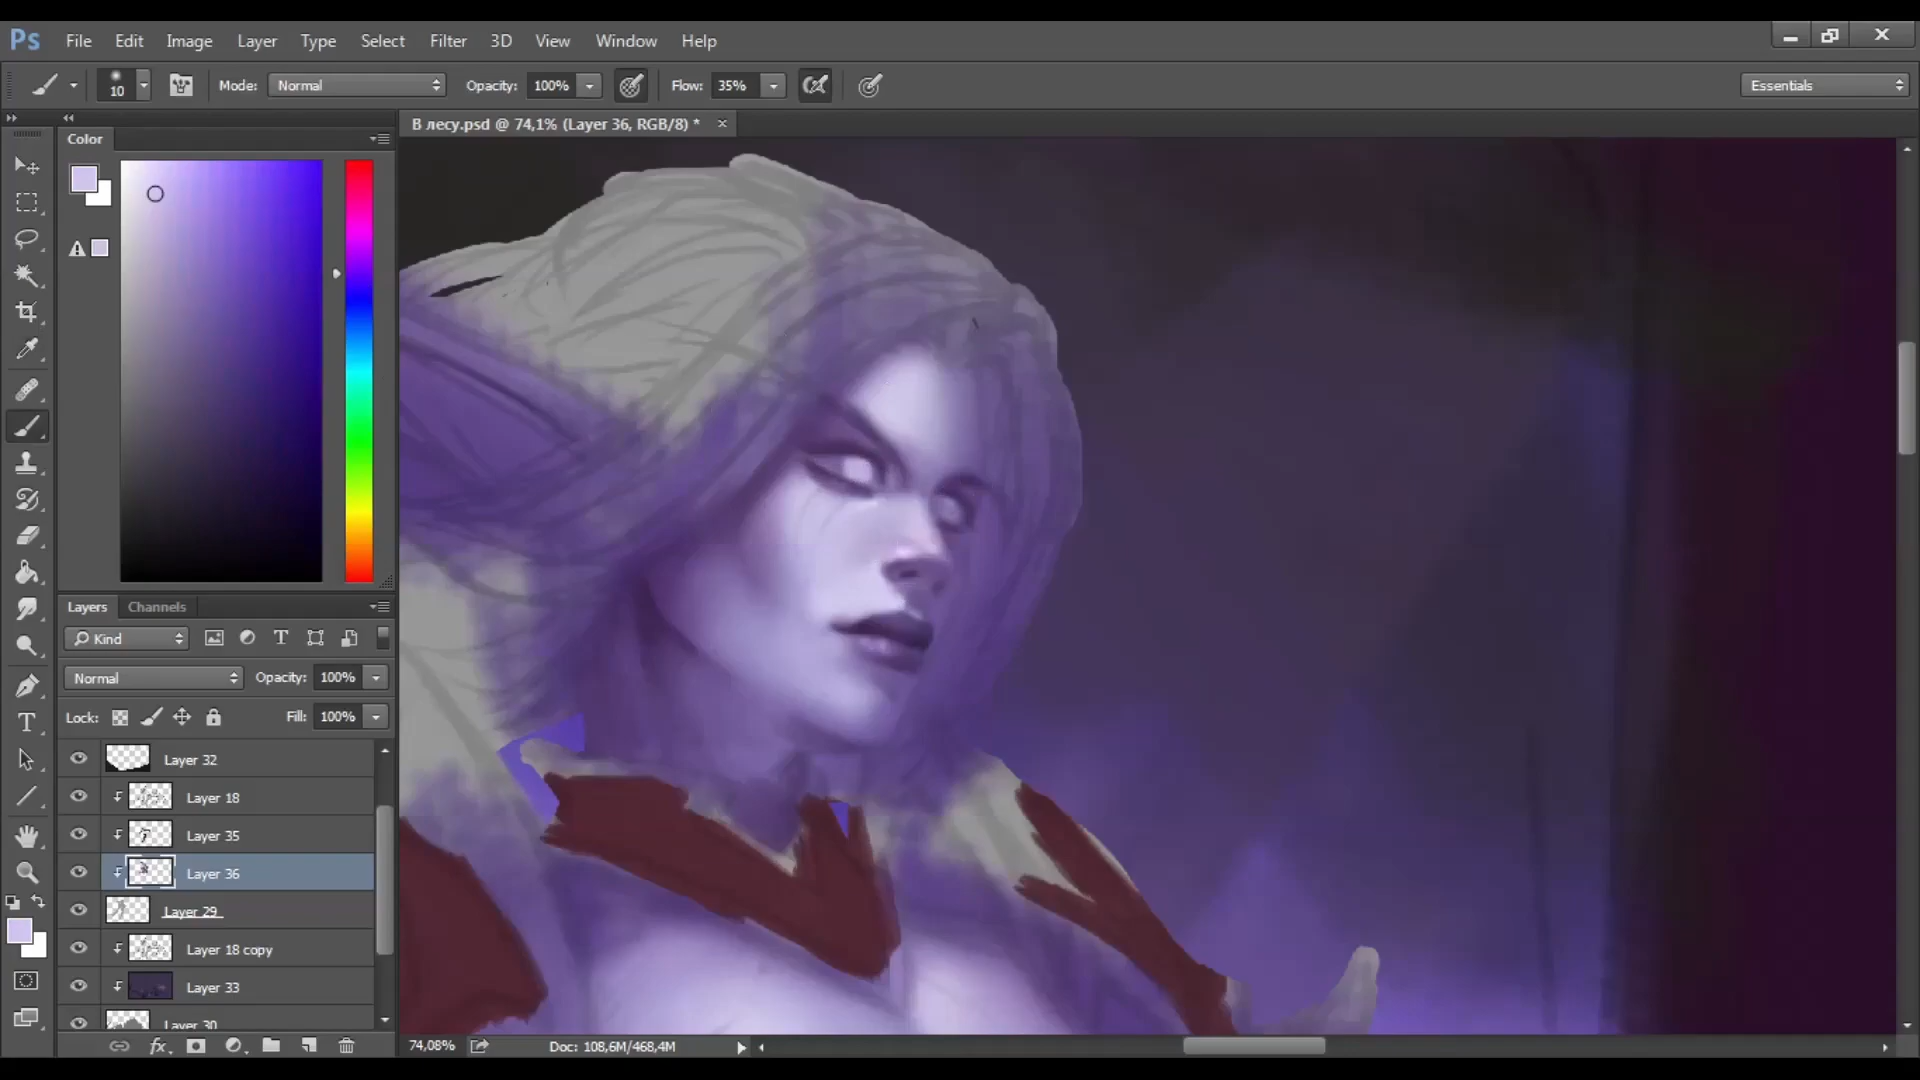 Ps File Edit Image Layer Type Select Filter 3D View Window Help
10 Mode: Normal Opacity: 100% Flow: 35% Essentials
В лесу.psd @ 74,1% (Layer 36, RGB/8) *
Color
Layers Channels
Kind
Normal Opacity: 100%
Lock: Fill: 100%
Layer 32
Layer 18
Layer 35
Layer 36
Layer 29
Layer 18 copy
Layer 33
Layer 30
74,08% Doc: 108,6M/468,4M